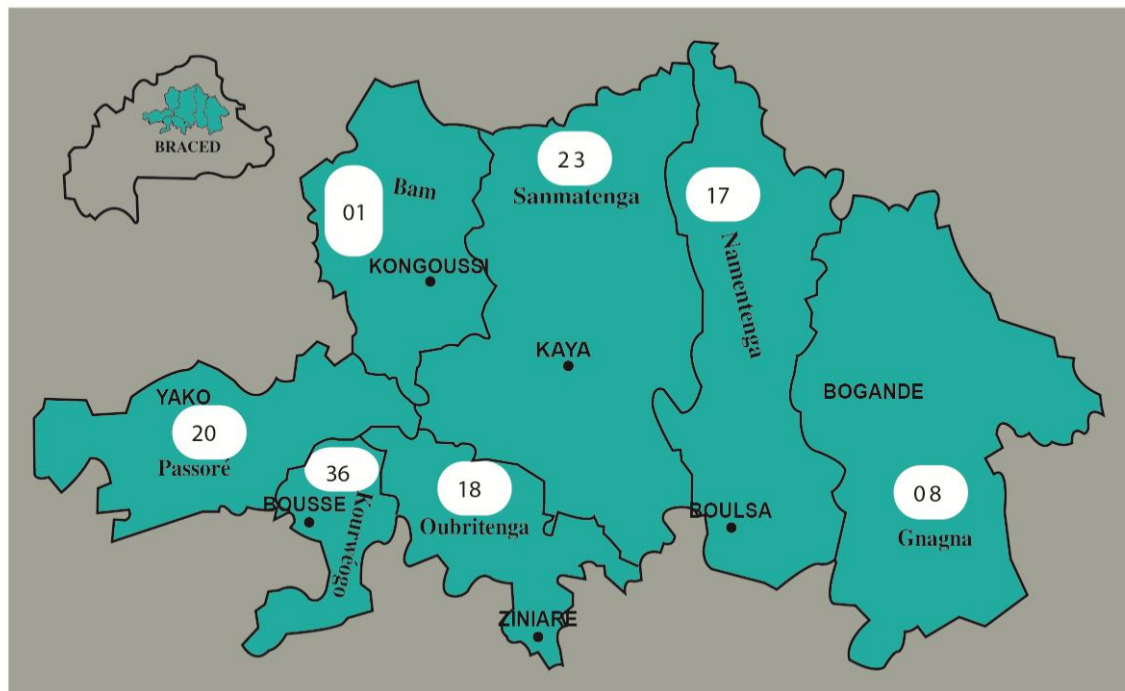 BRACED
01
Bam
KONGOUSSI
23
Sanmatenga
KAYA
17
Namentenga
BOULSA
BOGANDE
08
Gnagna
YAKO
20
Passoré
36
BOUSSE
Kourwéogo
18
Oubritenga
ZINIARE